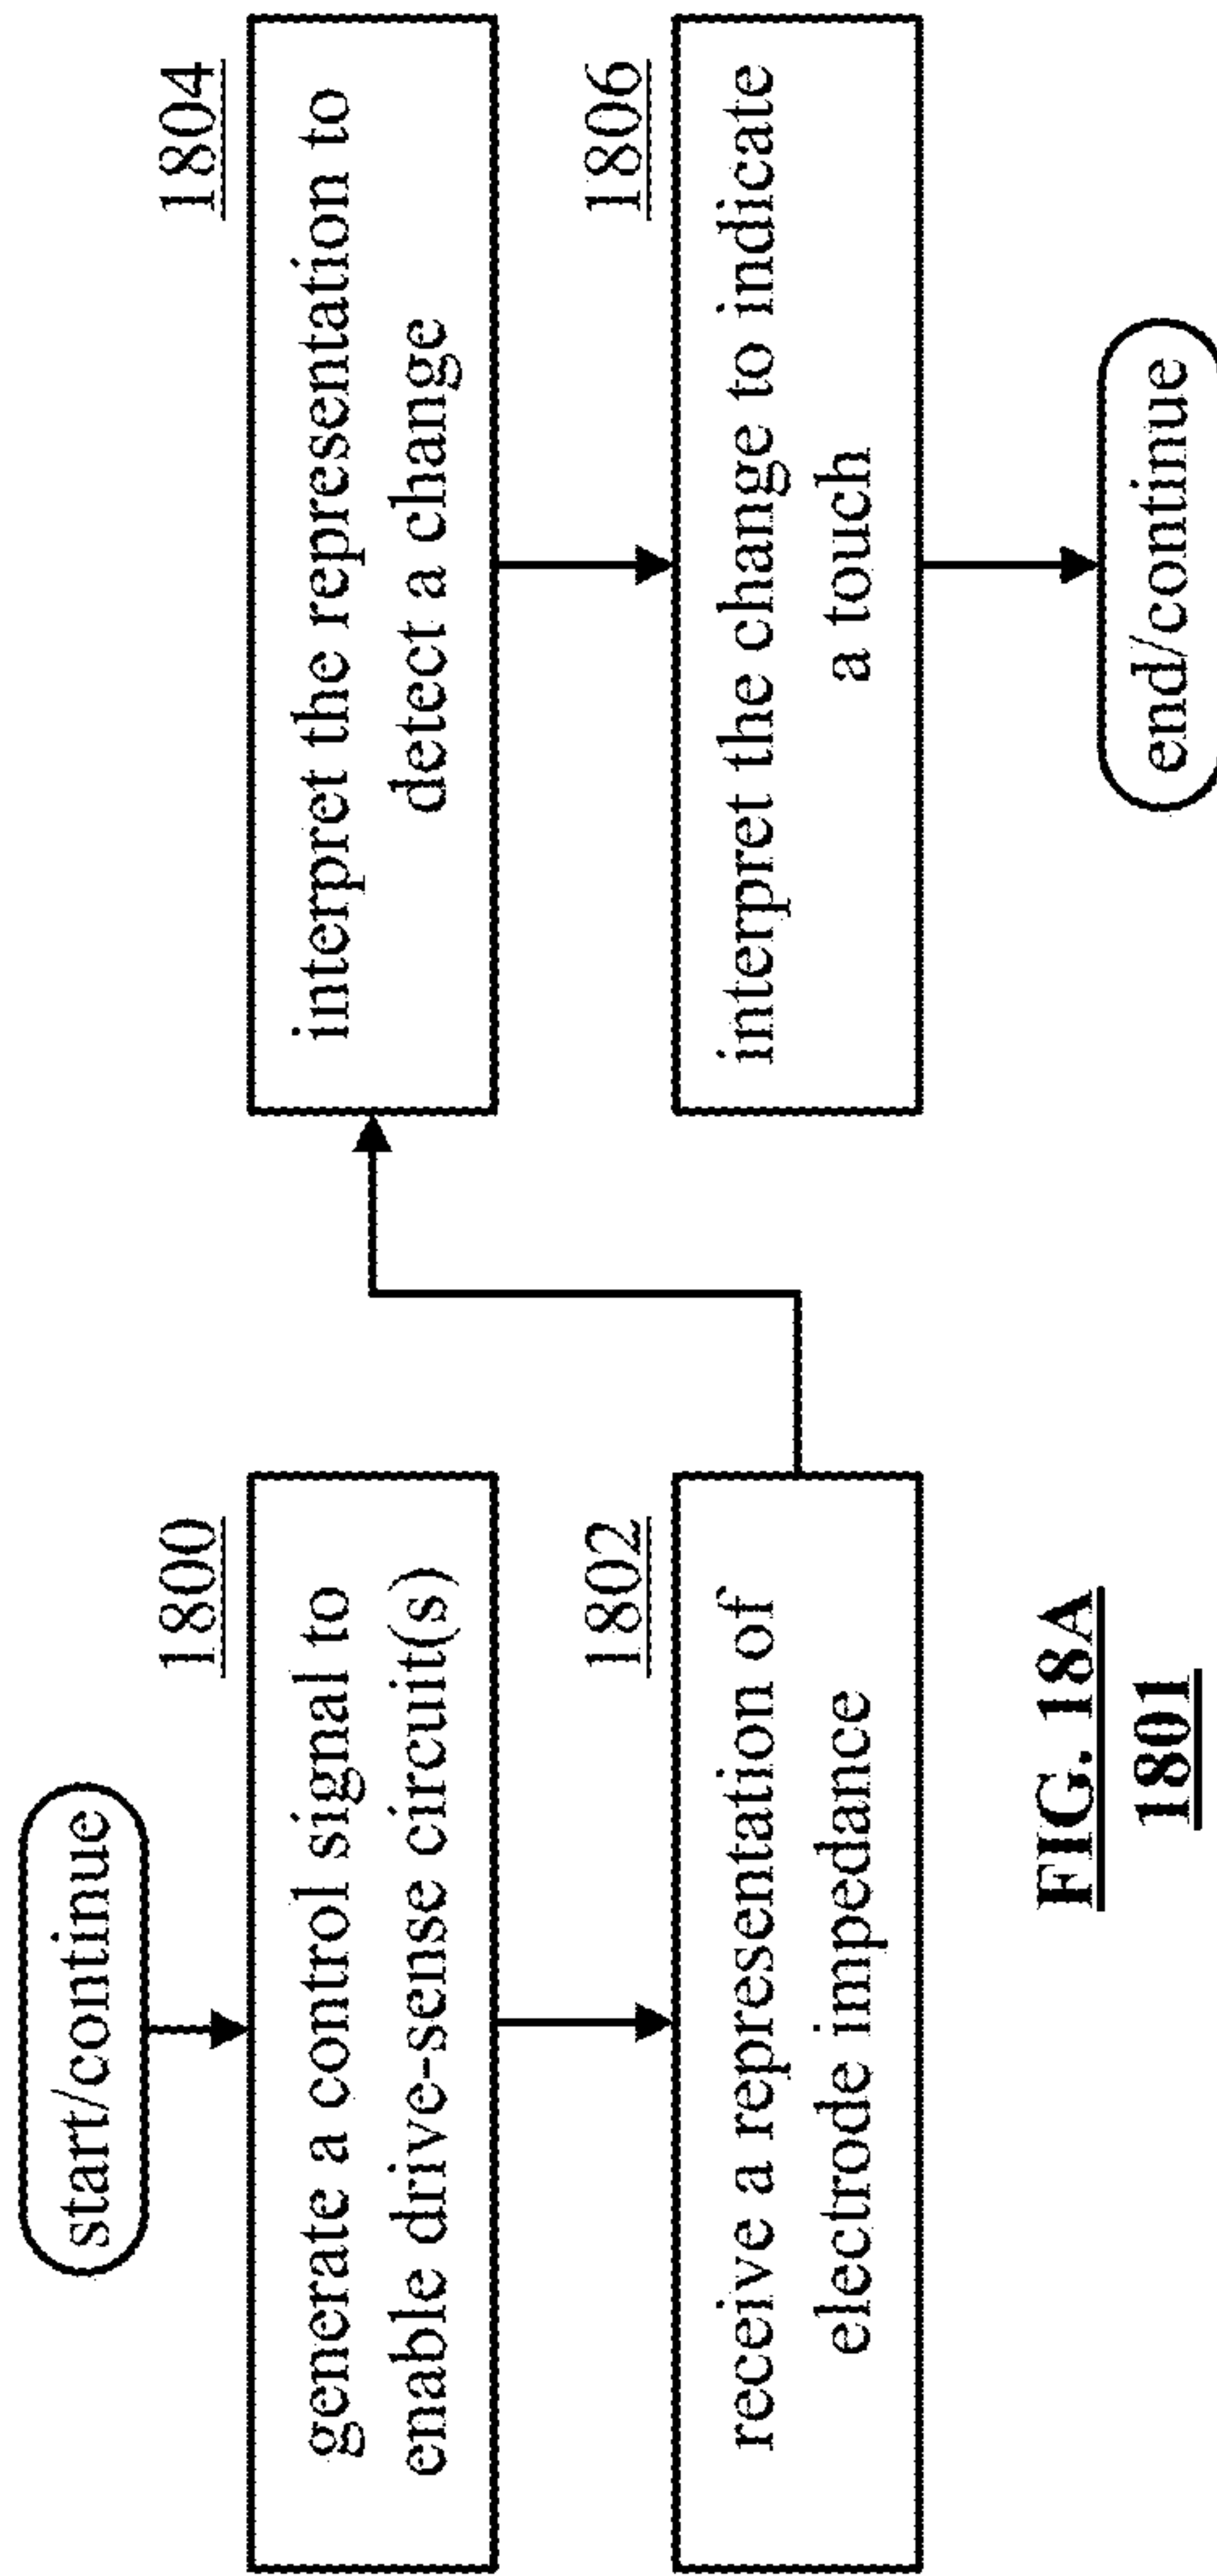 start/continue
1800
generate a control signal to
enable drive-sense circuit(s)
1802
receive a representation of
electrode impedance
1804
interpret the representation to
detect a change
1806
interpret the change to indicate
a touch
end/continue
FIG. 18A
1801